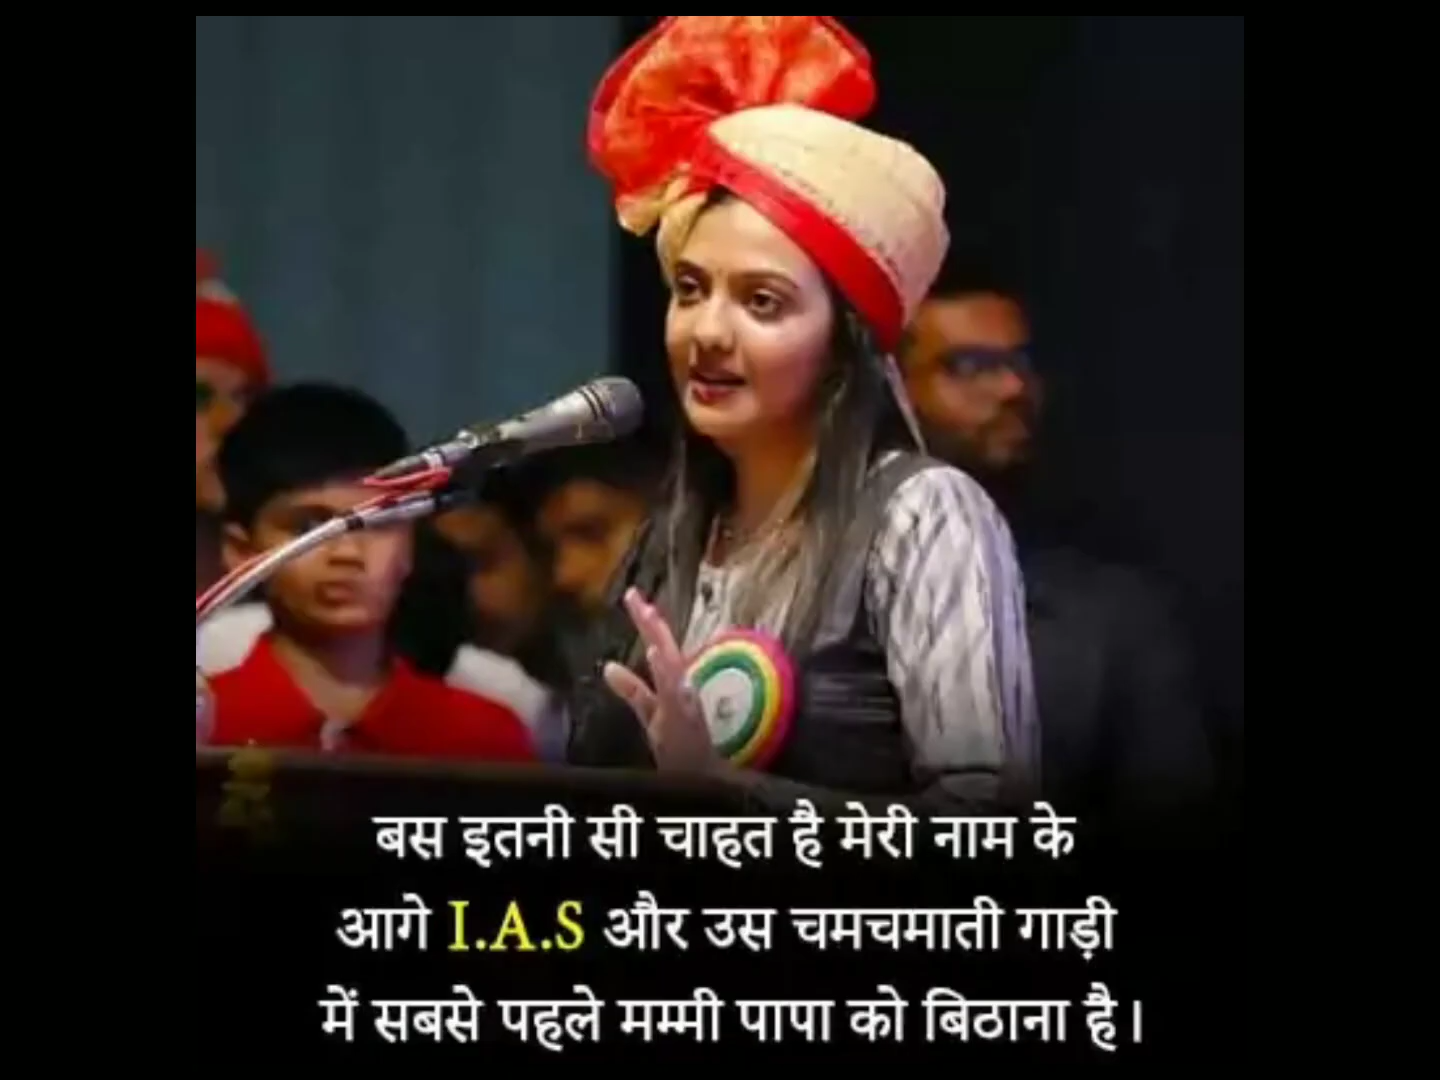 बस इतनी सी चाहत है मेरी नाम के
आगे I.A.S और उस चमचमाती गाड़ी
में सबसे पहले मम्मी पापा को बिठाना है।